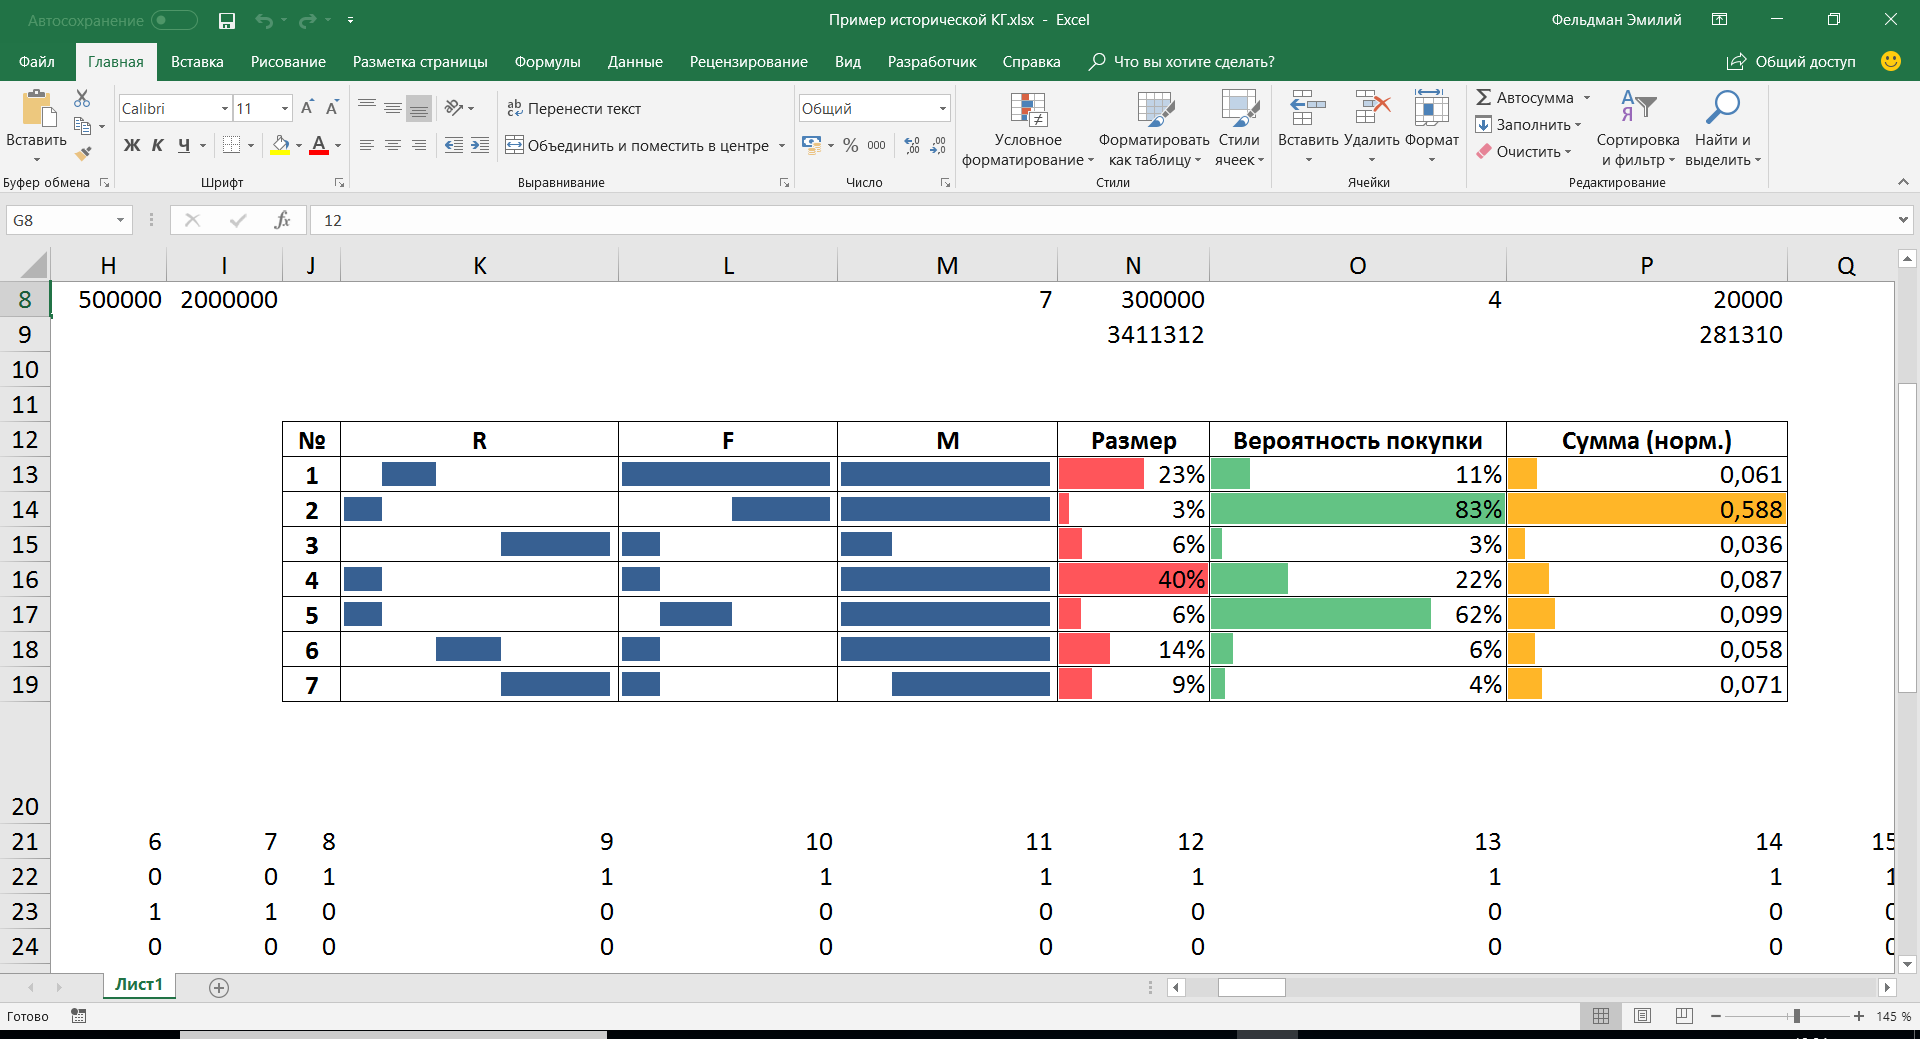 Автосохранение
Пример исторической КГ.xlsx - Excel
Фельдман Эмилий
Файл Главная Вставка Рисование Разметка страницы Формулы Данные Рецензирование Вид Разработчик Справка Что вы хотите сделать? Общий доступ
Вставить
Буфер обмена
Calibri 11
Ж К Ч А
Шрифт
Перенести текст
Объединить и поместить в центре
Выравнивание
Общий
% 000
Число
Условное форматирование
Форматировать как таблицу
Стили ячеек
Стили
Вставить Удалить Формат
Ячейки
Автосумма
Заполнить
Очистить
Сортировка и фильтр
Найти и выделить
Редактирование
G8 fx 12
H I J K L M N O P Q
8 500000 2000000 7 300000 4 20000
9 3411312 281310
10
11
12 № R F M Размер Вероятность покупки Сумма (норм.)
13 1 23% 11% 0,061
14 2 3% 83% 0,588
15 3 6% 3% 0,036
16 4 40% 22% 0,087
17 5 6% 62% 0,099
18 6 14% 6% 0,058
19 7 9% 4% 0,071
20
21 6 7 8 9 10 11 12 13 14 15
22 0 0 1 1 1 1 1 1 1 1
23 1 1 0 0 0 0 0 0 0 0
24 0 0 0 0 0 0 0 0 0 0
Лист1
Готово
145 %